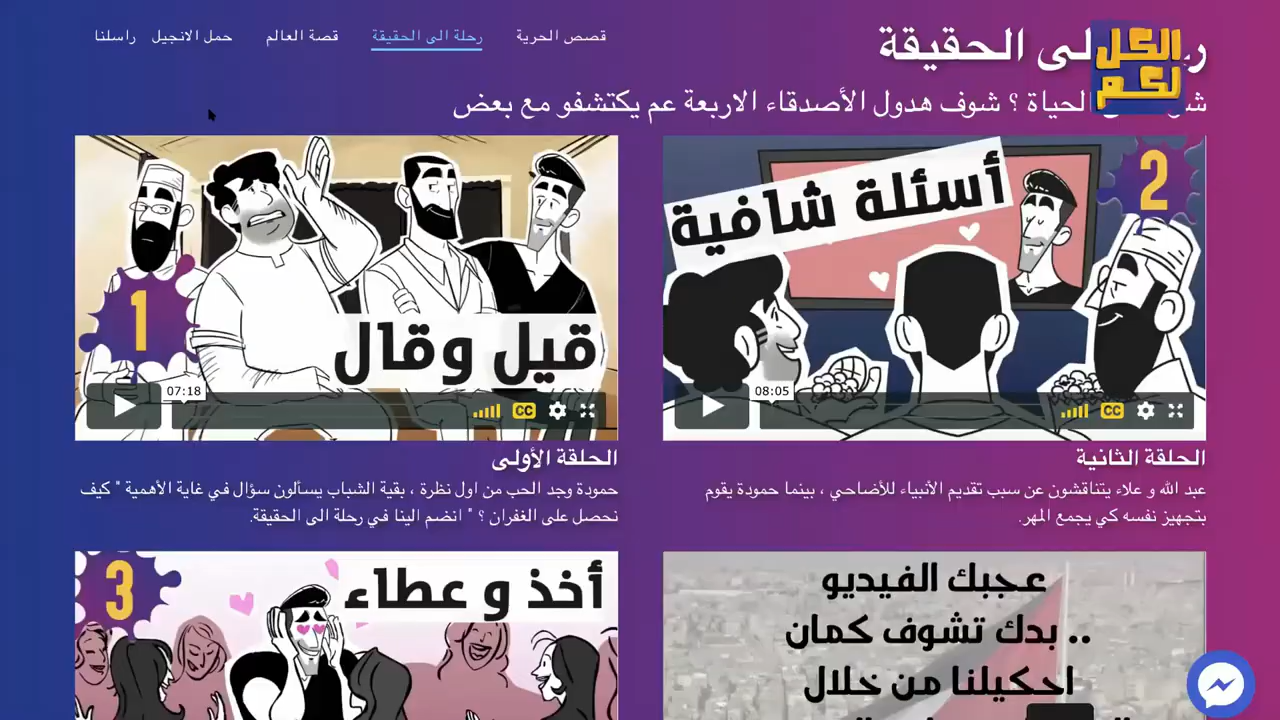 قصص الحرية
رحلة الى الحقيقة
قصة العالم
حمل الانجيل
راسلنا
الكل
لكم
لى الحقيقة
الحياة ؟ شوف هدول الأصدقاء الاربعة عم يكتشفو مع بعض
1
قيل وقال
07:18
CC
الحلقة الأولى
حمودة وجد الحب من اول نظرة ، بقية الشباب يسألون سؤال في غاية الأهمية " كيف
نحصل على الغفران ؟ " انضم الينا في رحلة الى الحقيقة.
2
أسئلة شافية
08:05
CC
الحلقة الثانية
عبد الله و علاء يتناقشون عن سبب تقديم الأنبياء للأضاحي ، بينما حمودة يقوم
بتجهيز نفسه كي يجمع المهر.
3
أخذ و عطاء
عجبك الفيديو
.. بدك تشوف كمان
احكيلنا من خلال